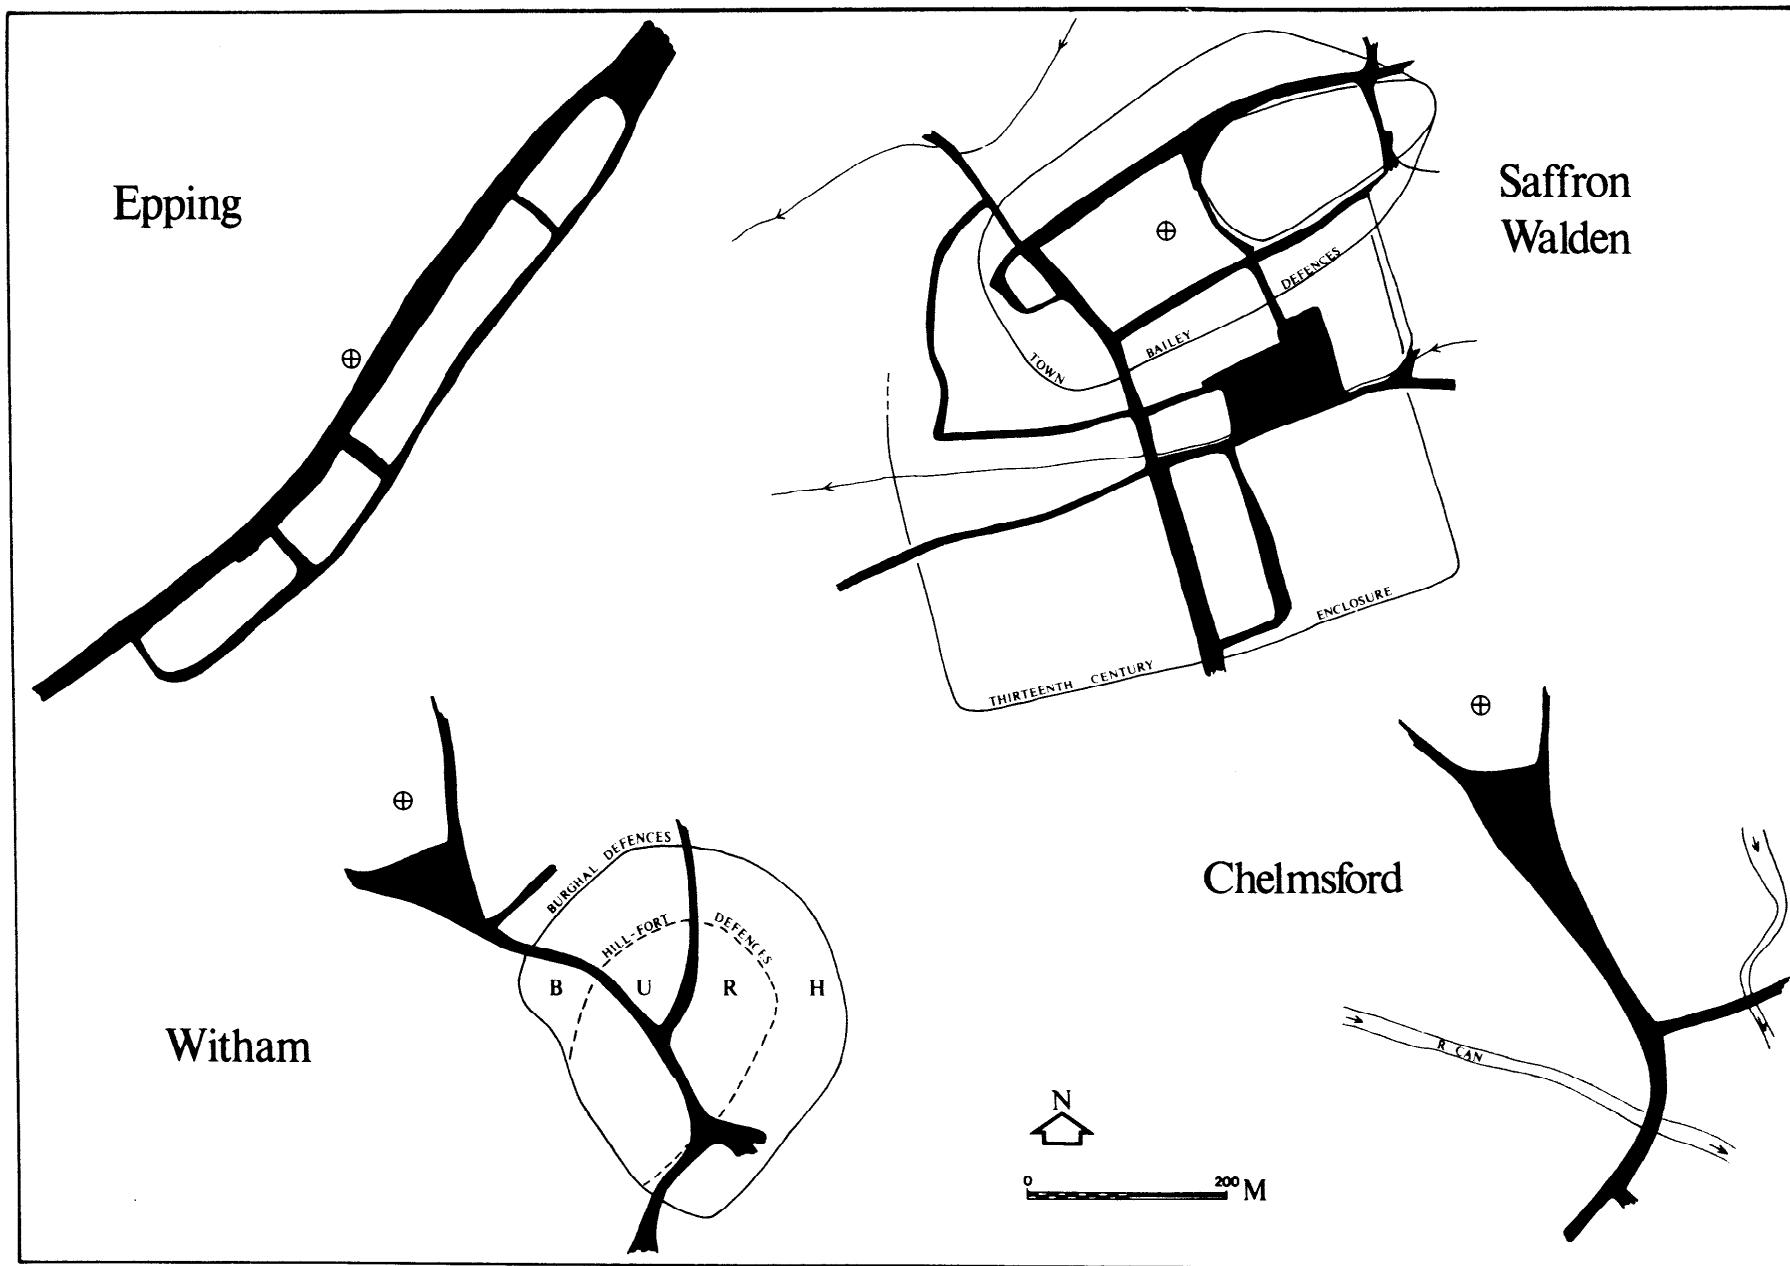 Epping
Saffron
Walden
DEFENCES
BAILEY
TOWN
ENCLOSURE
THIRTEENTH CENTURY
BURGHAL DEFENCES
HILL-FORT DEFENCES
B U R H
Witham
Chelmsford
R CAN
N
0 200 M